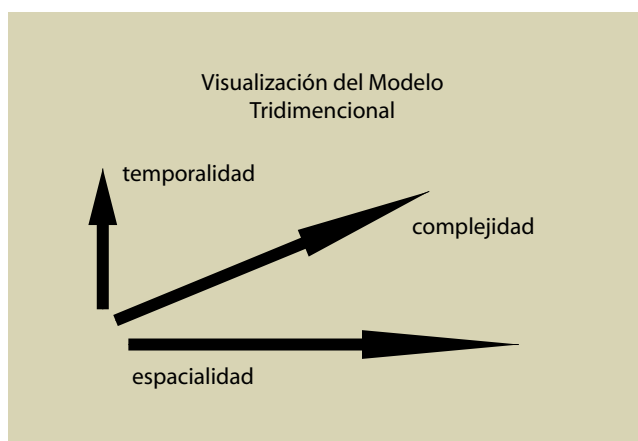 Visualización del Modelo
Tridimencional
temporalidad
complejidad
espacialidad